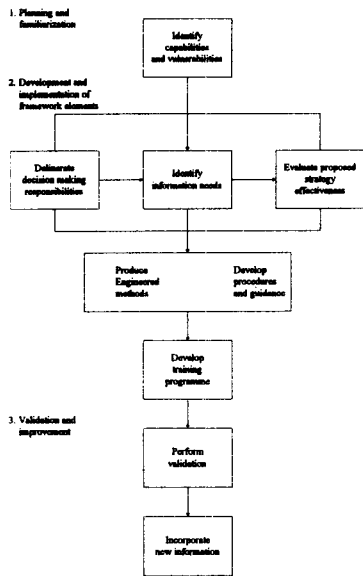 1. Planning and
familiarization
Identify
capabilities
and vulnerabilities
2. Development and
implementation of
framework elements
Delineate
decision making
responsibilities
Identify
information needs
Evaluate proposed
strategy
effectiveness
Produce
Engineered
methods
Develop
procedures
and guidance
Develop
training
programme
3. Validation and
improvement
Perform
validation
Incorporate
new information